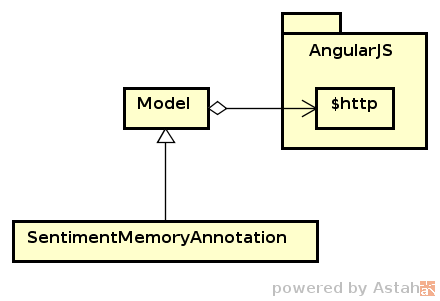 AngularJS
Model
$http
SentimentMemoryAnnotation
powered by Astah